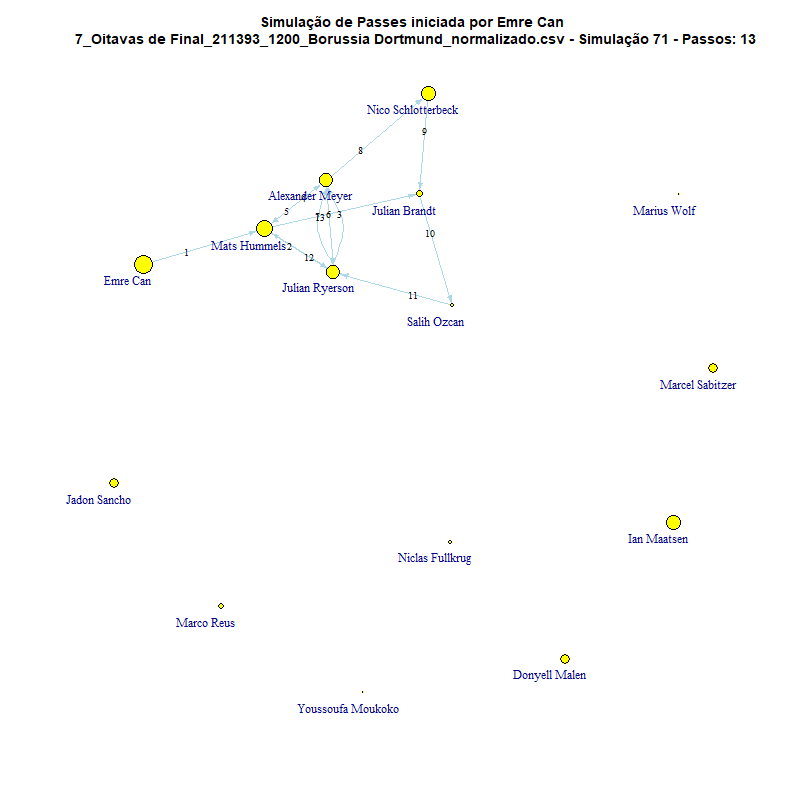 Simulação de Passes iniciada por Emre Can
7_Oitavas de Final_211393_1200_Borussia Dortmund_normalizado.csv - Simulação 71 - Passos: 13
Nico Schlotterbeck
9
8
Alexander Meyer
Marius Wolf
Julian Brandt
5
13
6
3
10
Mats Hummels
2
1
12
Emre Can
Julian Ryerson
11
Salih Ozcan
Marcel Sabitzer
Jadon Sancho
Ian Maatsen
Niclas Fullkrug
Marco Reus
Donyell Malen
Youssoufa Moukoko